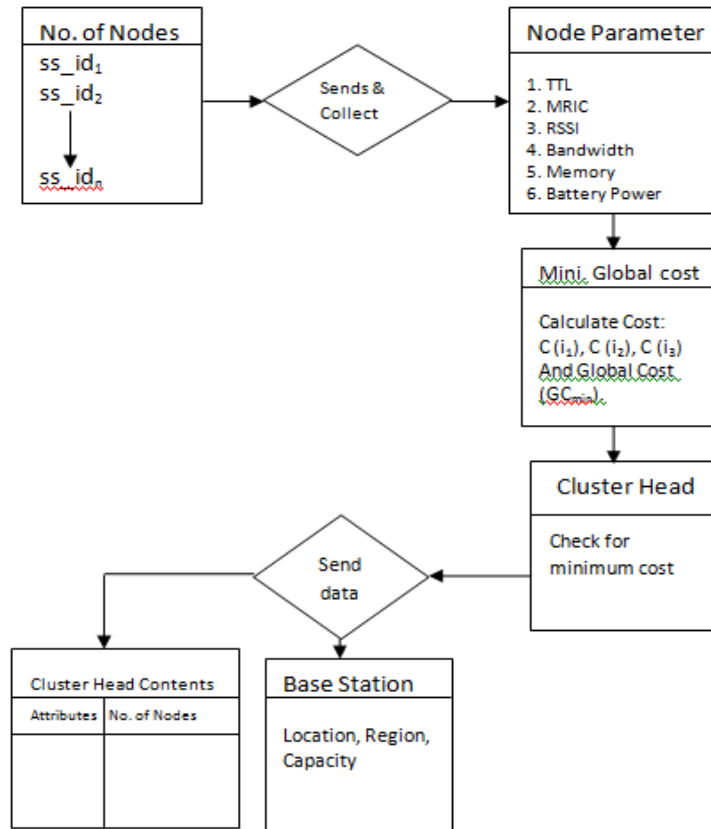 No. of Nodes
ss_id₁
ss_id₂
ss_idₙ
Sends &
Collect
Node Parameter
1. TTL
2. MRIC
3. RSSI
4. Bandwidth
5. Memory
6. Battery Power
Mini. Global cost
Calculate Cost:
C (i₁), C (i₂), C (i₃)
And Global Cost
(GCₘᵢₙ).
Cluster Head
Check for
minimum cost
Send
data
Cluster Head Contents
Attributes No. of Nodes
Base Station
Location, Region,
Capacity